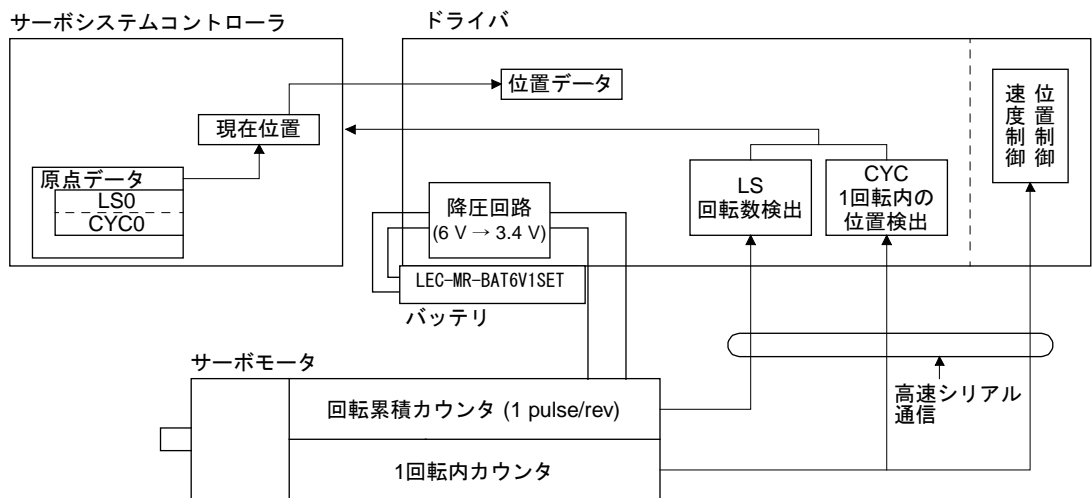 サーボシステムコントローラ
ドライバ
位置データ
現在位置
原点データ
LS0
CYC0
降圧回路
(6 V → 3.4 V)
LEC-MR-BAT6V1SET
バッテリ
LS
回転数検出
CYC
1回転内の
位置検出
位置制御
速度制御
サーボモータ
回転累積カウンタ (1 pulse/rev)
1回転内カウンタ
高速シリアル
通信